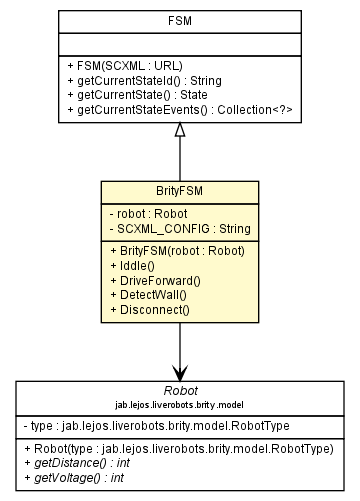 FSM
+ FSM(SCXML : URL)
+ getCurrentStateId() : String
+ getCurrentState() : State
+ getCurrentStateEvents() : Collection<?>
BrityFSM
- robot : Robot
- SCXML_CONFIG : String
+ BrityFSM(robot : Robot)
+ Iddle()
+ DriveForward()
+ DetectWall()
+ Disconnect()
Robot
jab.lejos.liverobots.brity.model
- type : jab.lejos.liverobots.brity.model.RobotType
+ Robot(type : jab.lejos.liverobots.brity.model.RobotType)
+ getDistance() : int
+ getVoltage() : int